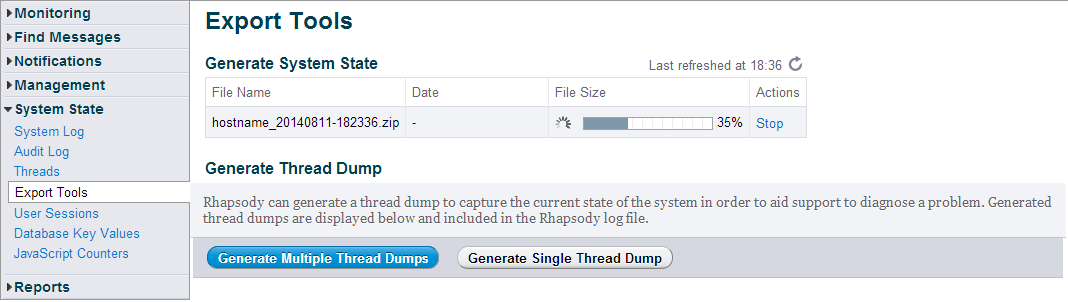 Monitoring
Find Messages
Notifications
Management
System State
System Log
Audit Log
Threads
Export Tools
User Sessions
Database Key Values
JavaScript Counters
Reports
Export Tools
Generate System State
Last refreshed at 18:36
File Name Date File Size Actions
hostname_20140811-182336.zip - 35% Stop
Generate Thread Dump
Rhapsody can generate a thread dump to capture the current state of the system in order to aid support to diagnose a problem. Generated
thread dumps are displayed below and included in the Rhapsody log file.
Generate Multiple Thread Dumps Generate Single Thread Dump